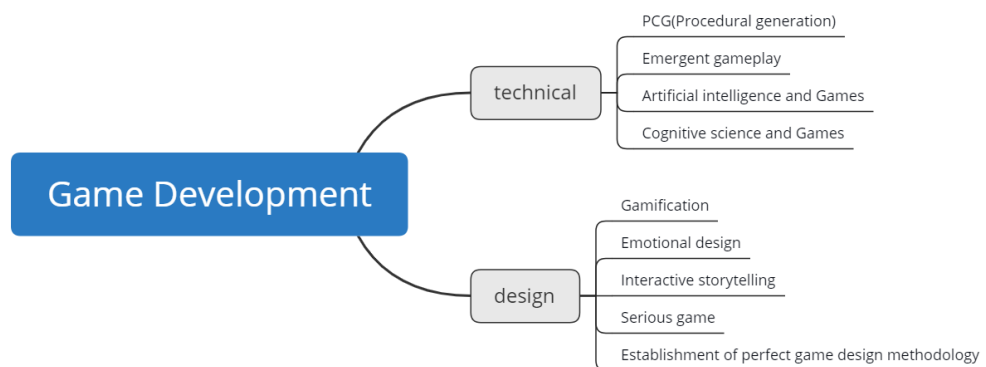 Game Development
technical
PCG(Procedural generation)
Emergent gameplay
Artificial intelligence and Games
Cognitive science and Games
design
Gamification
Emotional design
Interactive storytelling
Serious game
Establishment of perfect game design methodology